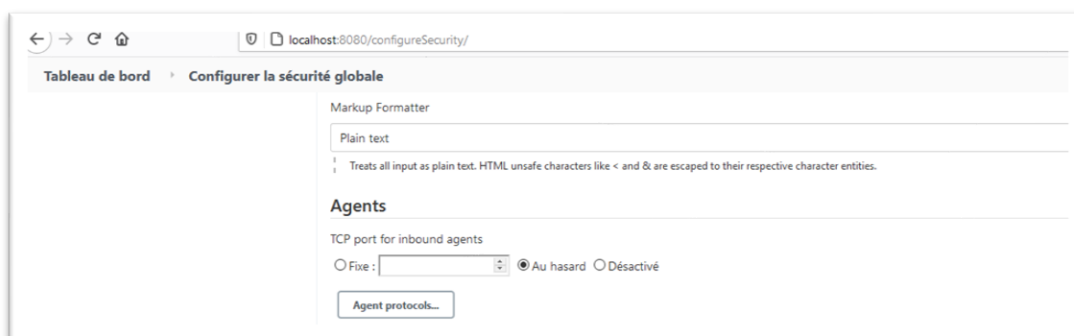 localhost:8080/configureSecurity/
Tableau de bord Configurer la sécurité globale
Markup Formatter
Plain text
Treats all input as plain text. HTML unsafe characters like < and & are escaped to their respective character entities.
Agents
TCP port for inbound agents
Fixe : Au hasard Désactivé
Agent protocols...